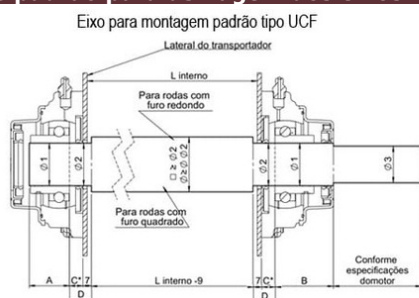 Eixo para montagem padrão tipo UCF
Lateral do transportador
L interno
Para rodas com
furo redondo
Ø1
Ø2
□ ≥ Ø2
Ø ≥ Ø2
Ø2
Ø1
Ø3
Para rodas com
furo quadrado
Conforme
especificações
domotor
A
C*
7
L interno -9
7
C*
B
D
D